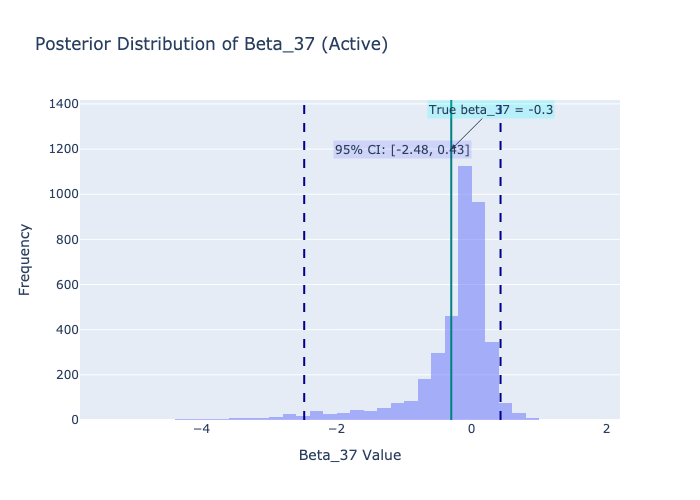 Posterior Distribution of Beta_37 (Active)
1400
True beta_37 = -0.3
1200
95% CI: [-2.48, 0.43]
1000
800
600
400
200
0
Frequency
−4
−2
0
2
Beta_37 Value